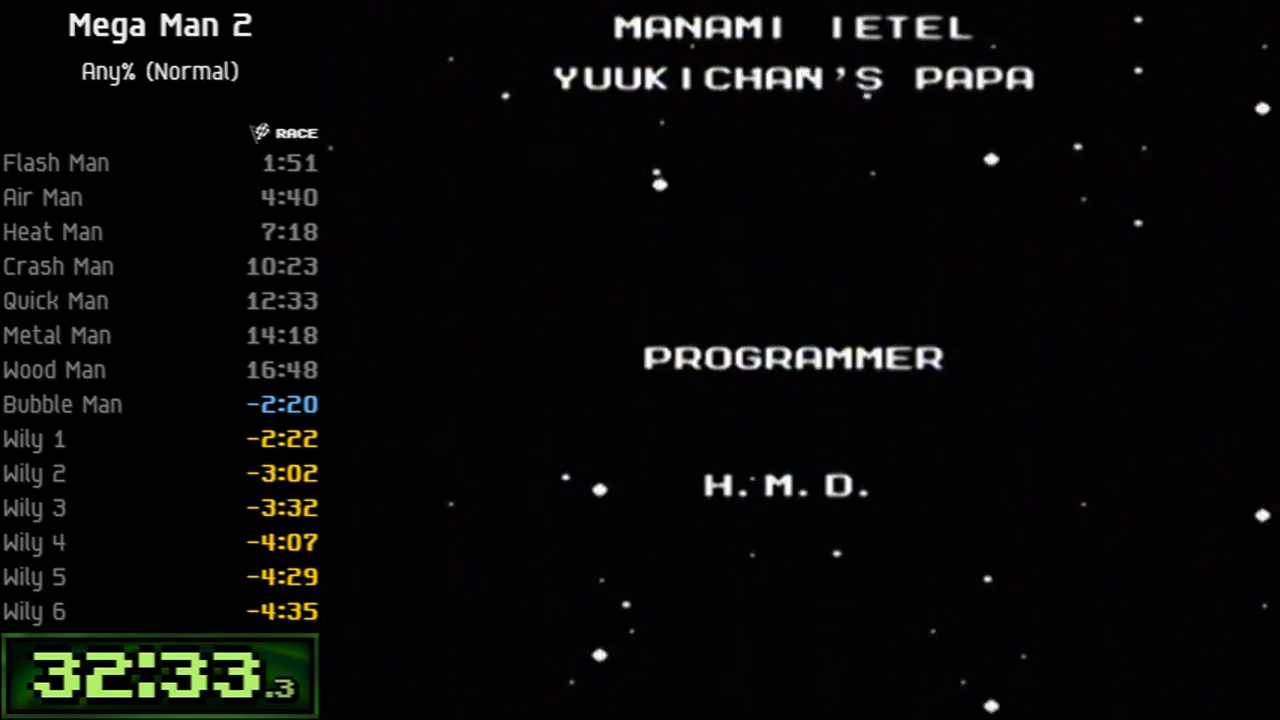 Mega Man 2
Any% (Normal)
RACE
Flash Man 1:51
Air Man 4:40
Heat Man 7:18
Crash Man 10:23
Quick Man 12:33
Metal Man 14:18
Wood Man 16:48
Bubble Man -2:20
Wily 1 -2:22
Wily 2 -3:02
Wily 3 -3:32
Wily 4 -4:07
Wily 5 -4:29
Wily 6 -4:35
32:33.3
MANAMI IETEL
YUUKICHAN'S PAPA
PROGRAMMER
H.M.D.